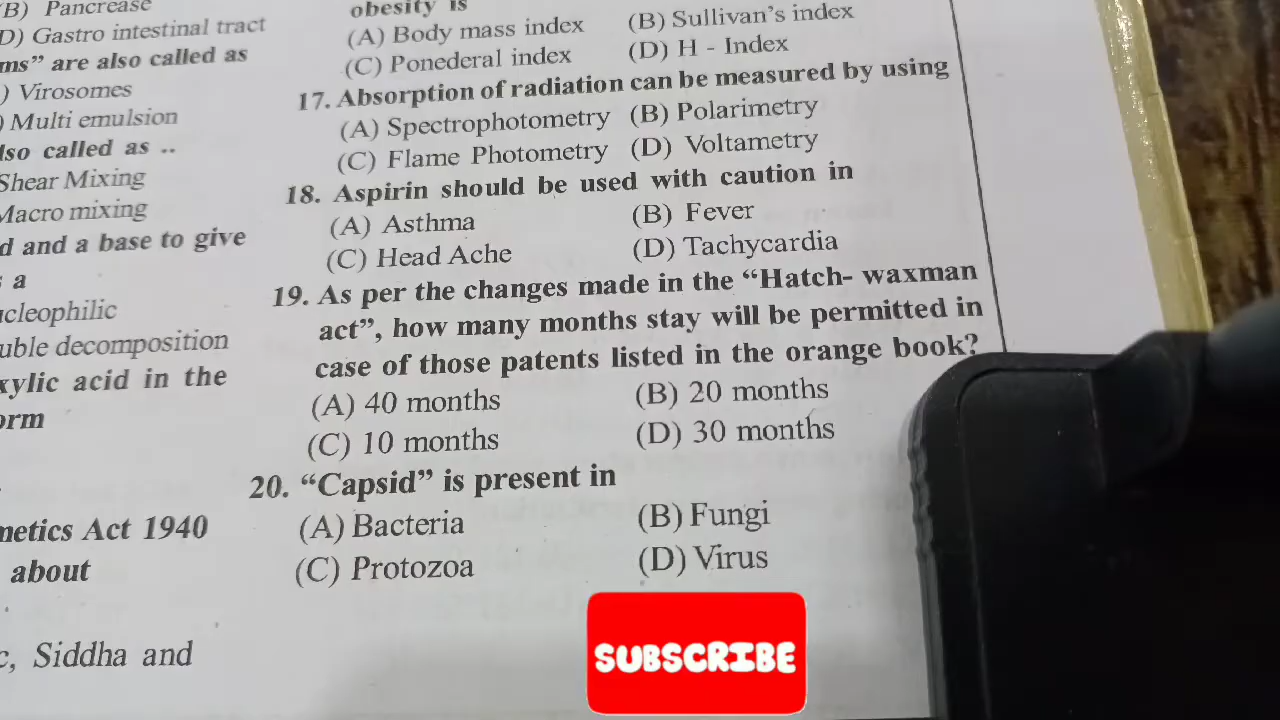 B) Pancrease
D) Gastro intestinal tract
ms” are also called as
) Virosomes
Multi emulsion
lso called as ..
Shear Mixing
Macro mixing
d and a base to give
a
icleophilic
uble decomposition
xylic acid in the
orm
netics Act 1940
about
c, Siddha and
obesity is
(A) Body mass index (B) Sullivan’s index
(C) Ponederal index (D) H - Index
17. Absorption of radiation can be measured by using
(A) Spectrophotometry (B) Polarimetry
(C) Flame Photometry (D) Voltametry
18. Aspirin should be used with caution in
(A) Asthma (B) Fever
(C) Head Ache (D) Tachycardia
19. As per the changes made in the “Hatch- waxman
act”, how many months stay will be permitted in
case of those patents listed in the orange book?
(A) 40 months (B) 20 months
(C) 10 months (D) 30 months
20. “Capsid” is present in
(A) Bacteria (B) Fungi
(C) Protozoa (D) Virus
SUBSCRIBE